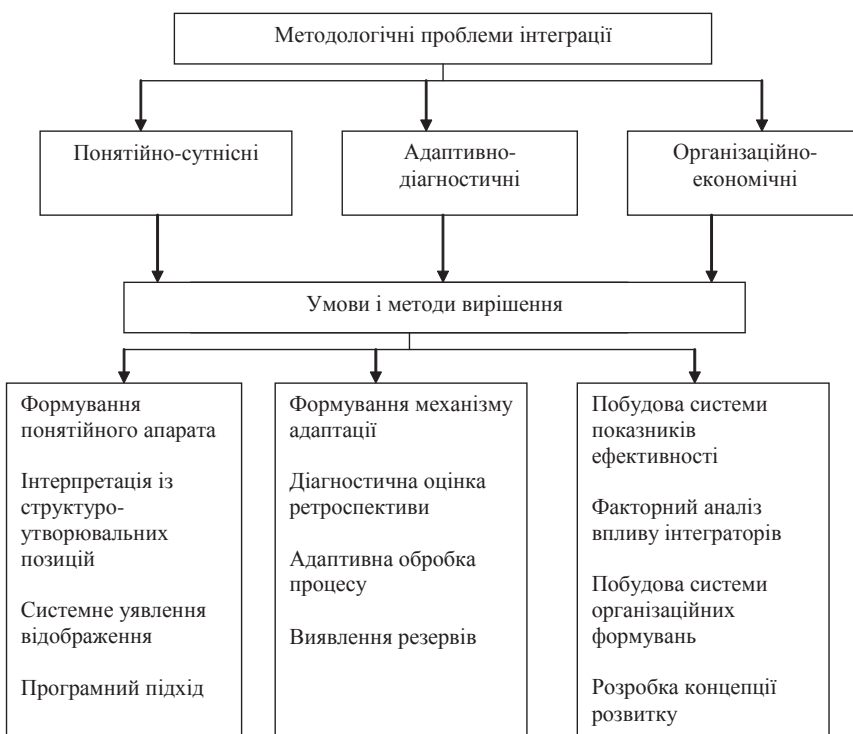 Методологічні проблеми інтеграції
Понятійно-сутнісні
Адаптивно-
діагностичні
Організаційно-
економічні
Умови і методи вирішення
Формування
понятійного апарата
Інтерпретація із
структуро-
утворювальних
позицій
Системне уявлення
відображення
Програмний підхід
Формування механізму
адаптації
Діагностична оцінка
ретроспективи
Адаптивна обробка
процесу
Виявлення резервів
Побудова системи
показників
ефективності
Факторний аналіз
впливу інтеграторів
Побудова системи
організаційних
формувань
Розробка концепції
розвитку